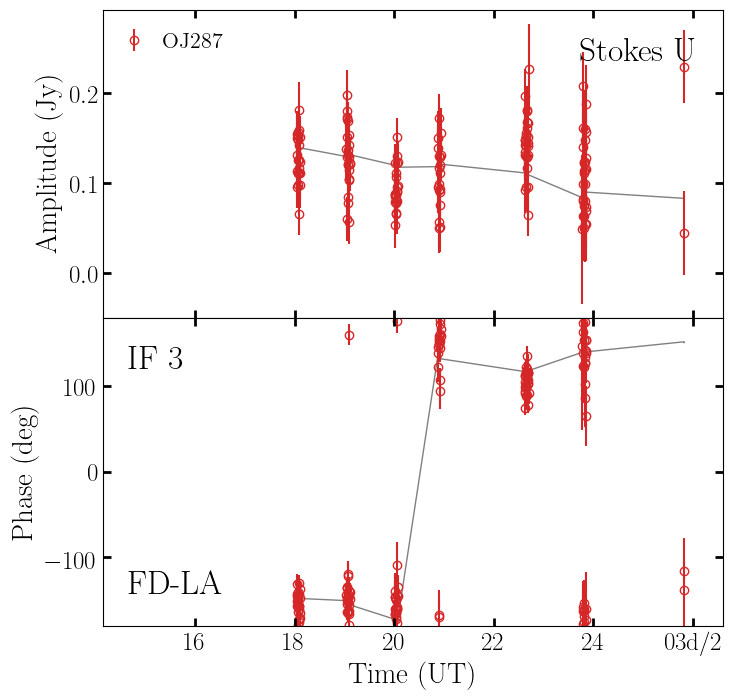 OJ287
Stokes U
0.2
0.1
0.0
Amplitude (Jy)
IF 3
100
0
−100
Phase (deg)
FD-LA
16 18 20 22 24 03d/2
Time (UT)